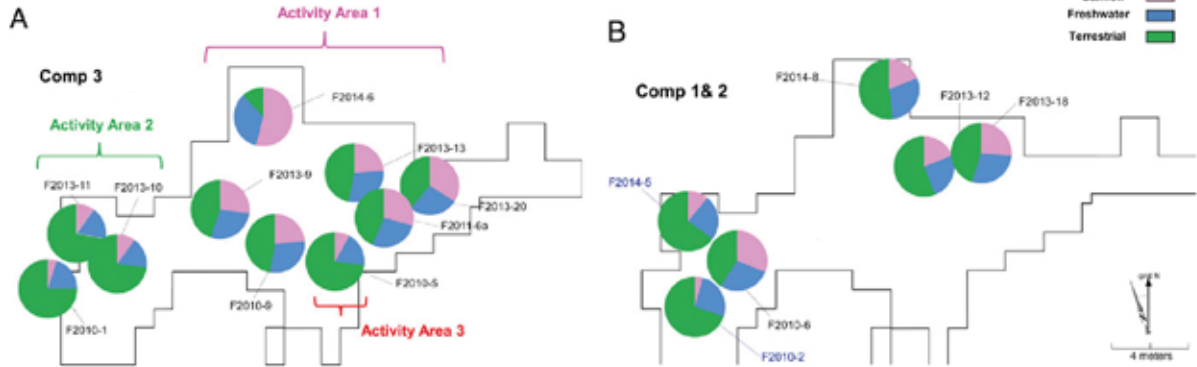 A
Activity Area 1
Comp 3
F2014-6
Activity Area 2
F2013-11
F2013-10
F2013-9
F2013-13
F2013-20
F2011-6a
F2010-5
F2010-9
F2010-1
Activity Area 3
B
Freshwater
Terrestrial
Comp 1& 2
F2014-8
F2013-12
F2013-18
F2014-5
F2010-6
F2010-2
4 meters